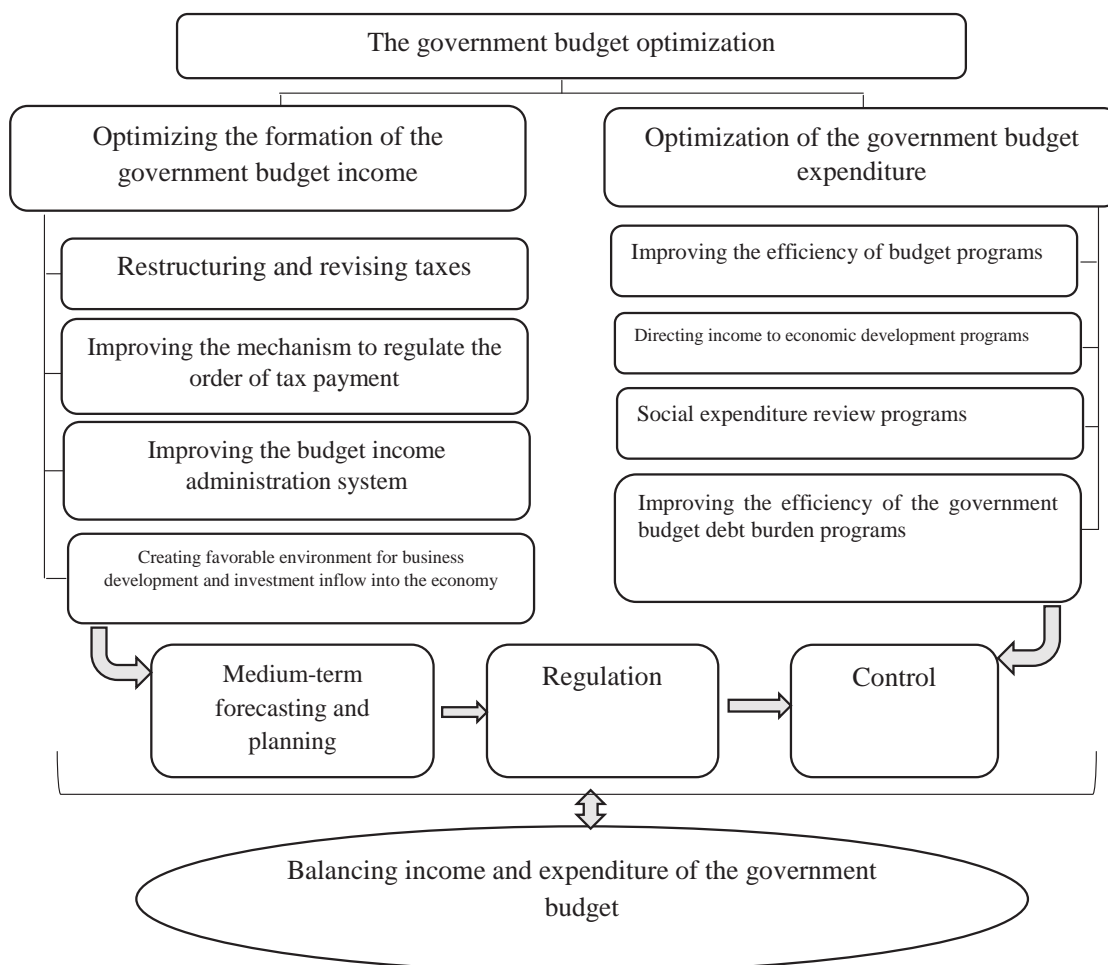 The government budget optimization
Optimizing the formation of the
government budget income
Restructuring and revising taxes
Improving the mechanism to regulate the
order of tax payment
Improving the budget income
administration system
Creating favorable environment for business
development and investment inflow into the economy
Optimization of the government budget
expenditure
Improving the efficiency of budget programs
Directing income to economic development programs
Social expenditure review programs
Improving the efficiency of the government
budget debt burden programs
Medium-term
forecasting and
planning
Regulation
Control
Balancing income and expenditure of the government
budget